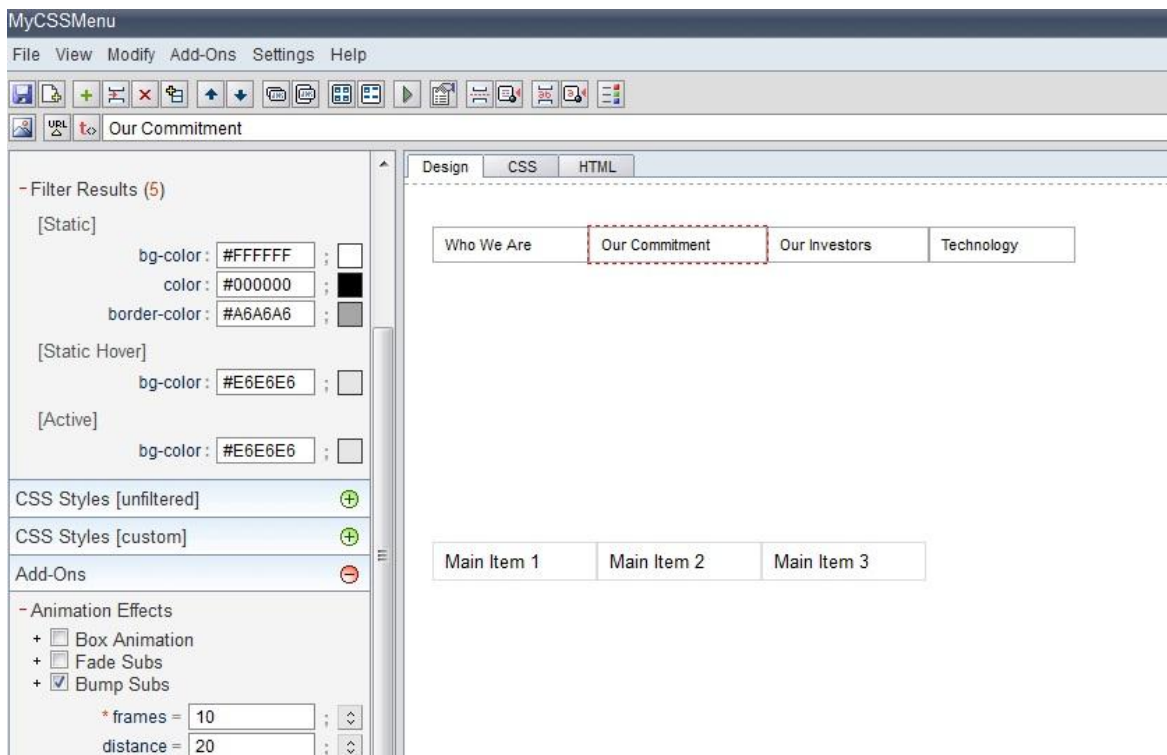 MyCSSMenu
File View Modify Add-Ons Settings Help
URL t Our Commitment
Design CSS HTML
- Filter Results (5)
[Static]
bg-color : #FFFFFF ;
color : #000000 ;
border-color : #A6A6A6 ;
[Static Hover]
bg-color : #E6E6E6 ;
[Active]
bg-color : #E6E6E6 ;
CSS Styles [unfiltered]
CSS Styles [custom]
Add-Ons
- Animation Effects
+ Box Animation
+ Fade Subs
+ Bump Subs
* frames = 10 ;
distance = 20 ;
Who We Are Our Commitment Our Investors Technology
Main Item 1 Main Item 2 Main Item 3